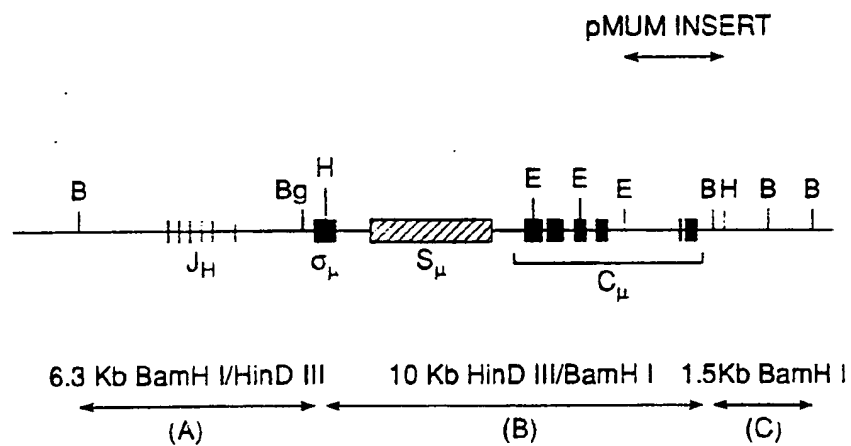 pMUM INSERT
B Bg H E E E B H B B
J_H σ_μ S_μ C_μ
6.3 Kb BamH I/HinD III 10 Kb HinD III/BamH I 1.5Kb BamH I
(A) (B) (C)